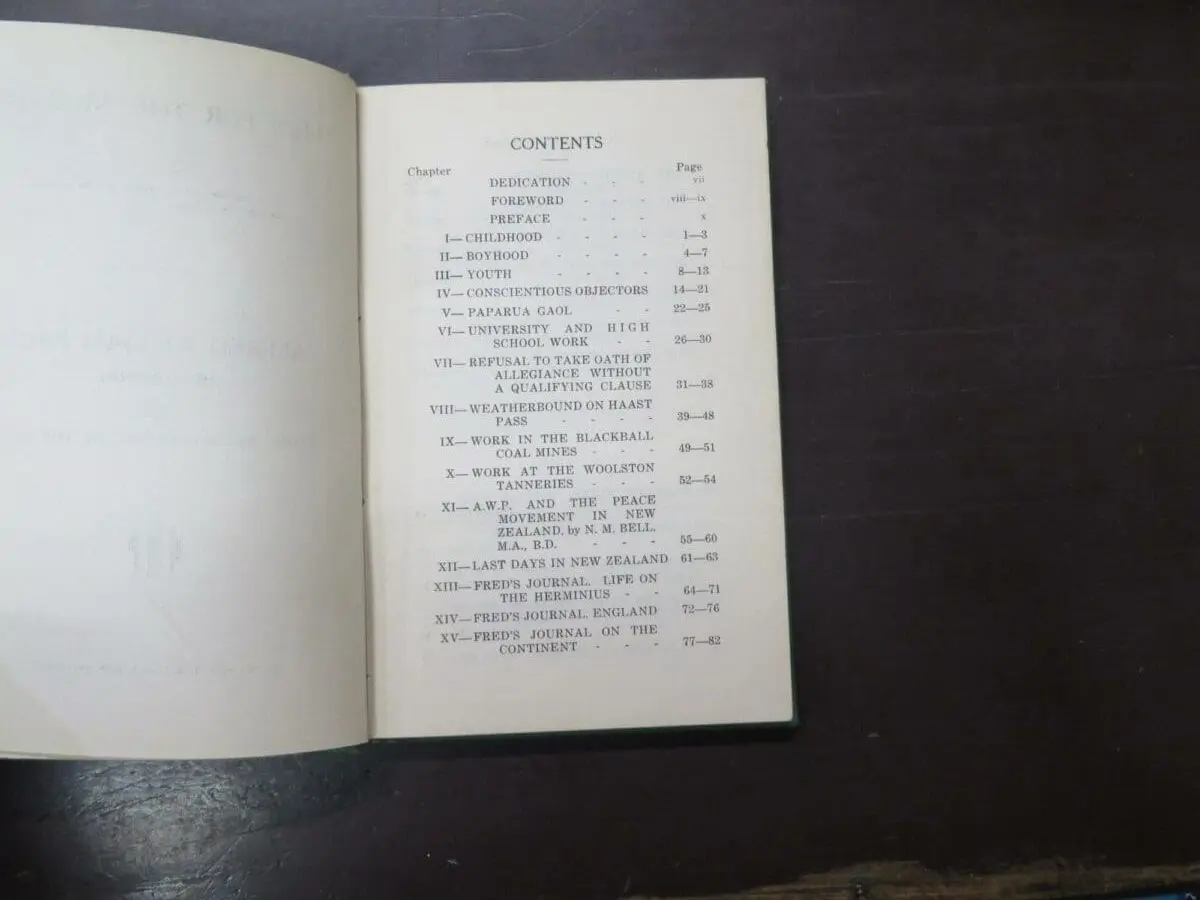 CONTENTS
Chapter Page
DEDICATION - - - vii
FOREWORD - - - viii—ix
PREFACE - - - x
I—CHILDHOOD - - - - 1—3
II—BOYHOOD - - - - 4—7
III—YOUTH - - - - 8—13
IV—CONSCIENTIOUS OBJECTORS 14—21
V—PAPARUA GAOL - - 22—25
VI—UNIVERSITY AND HIGH
SCHOOL WORK - - 26—30
VII—REFUSAL TO TAKE OATH OF
ALLEGIANCE WITHOUT
A QUALIFYING CLAUSE 31—38
VIII—WEATHERBOUND ON HAAST
PASS - - - - 39—48
IX—WORK IN THE BLACKBALL
COAL MINES - - - 49—51
X—WORK AT THE WOOLSTON
TANNERIES - - - 52—54
XI—A.W.P. AND THE PEACE
MOVEMENT IN NEW
ZEALAND, by N. M. BELL.
M.A., B.D. - - - 55—60
XII—LAST DAYS IN NEW ZEALAND 61—63
XIII—FRED'S JOURNAL. LIFE ON
THE HERMINIUS - - 64—71
XIV—FRED'S JOURNAL. ENGLAND 72—76
XV—FRED'S JOURNAL ON THE
CONTINENT - - - 77—82